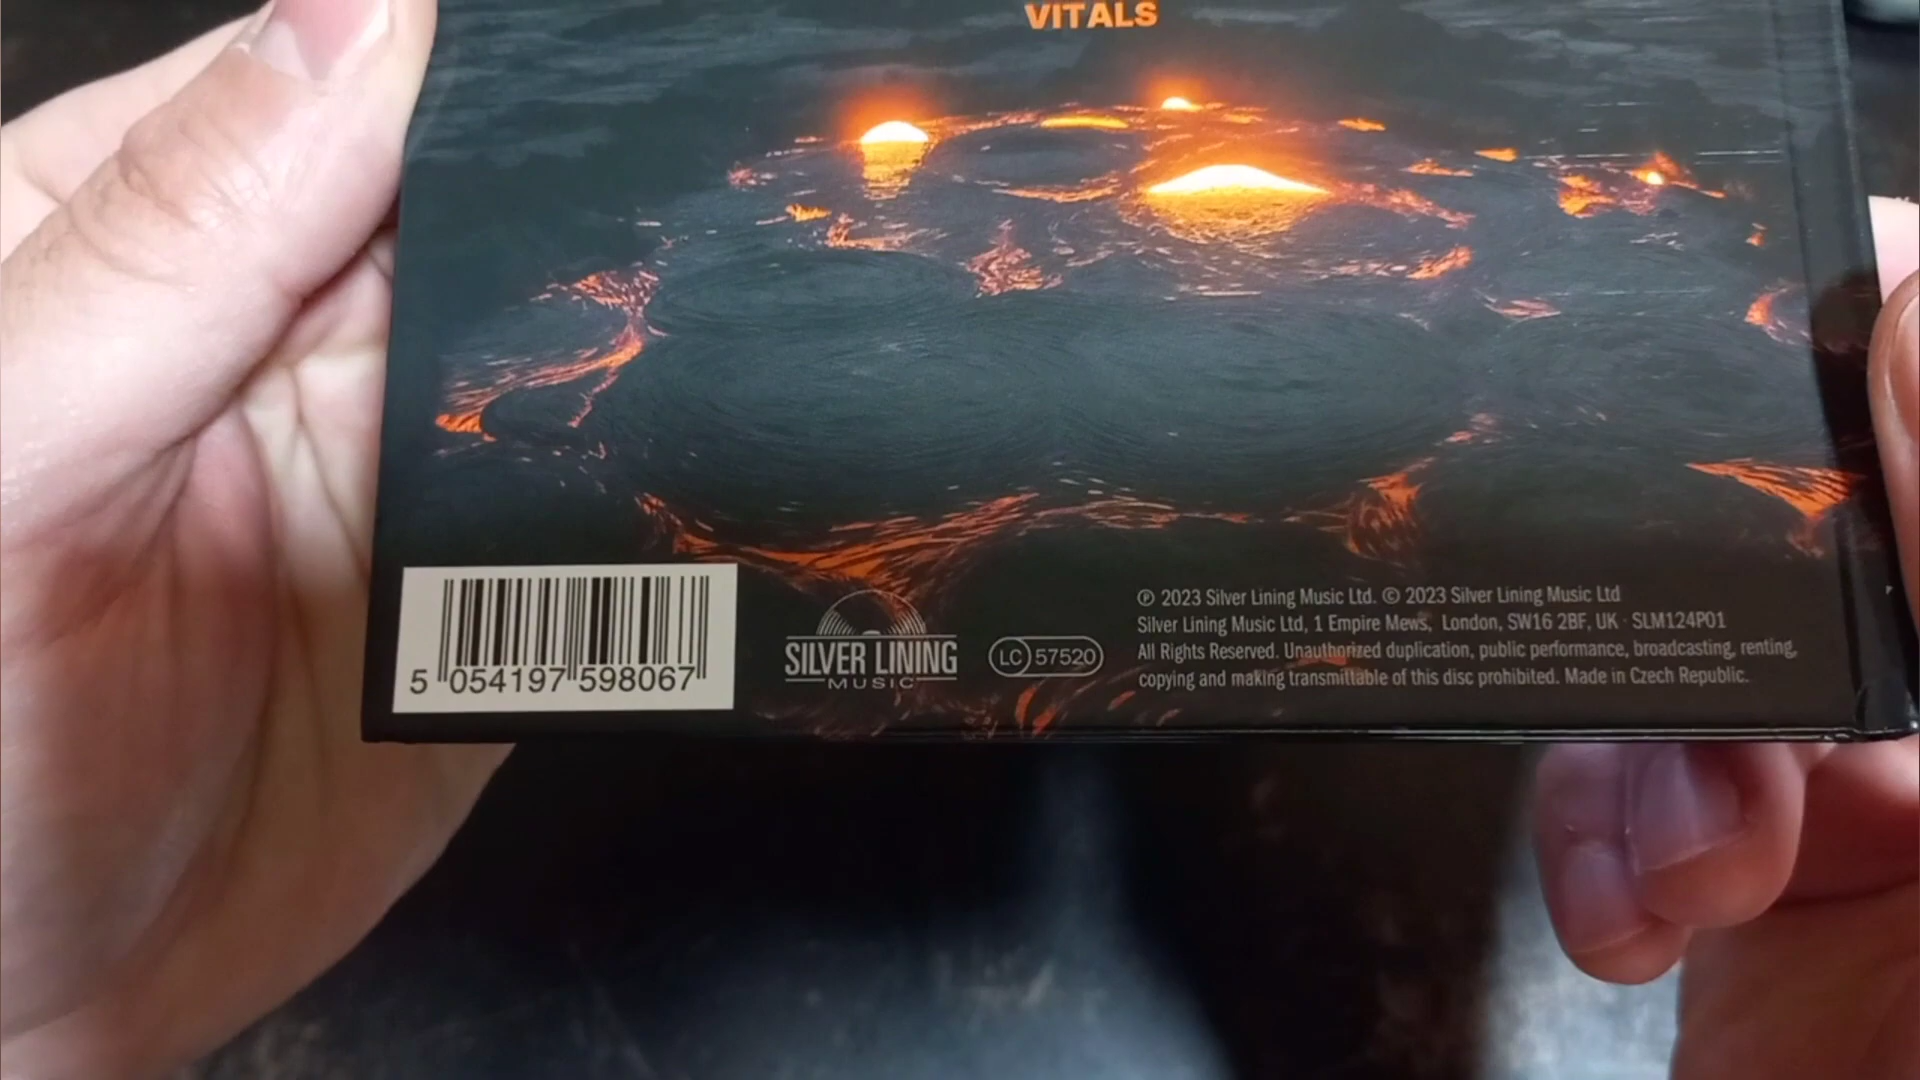 VITALS
5 054197 598067
SILVER LINING
MUSIC
LC 57520
℗ 2023 Silver Lining Music Ltd. © 2023 Silver Lining Music Ltd
Silver Lining Music Ltd, 1 Empire Mews, London, SW16 2BF, UK · SLM124P01
All Rights Reserved. Unauthorized duplication, public performance, broadcasting, renting,
copying and making transmittable of this disc prohibited. Made in Czech Republic.